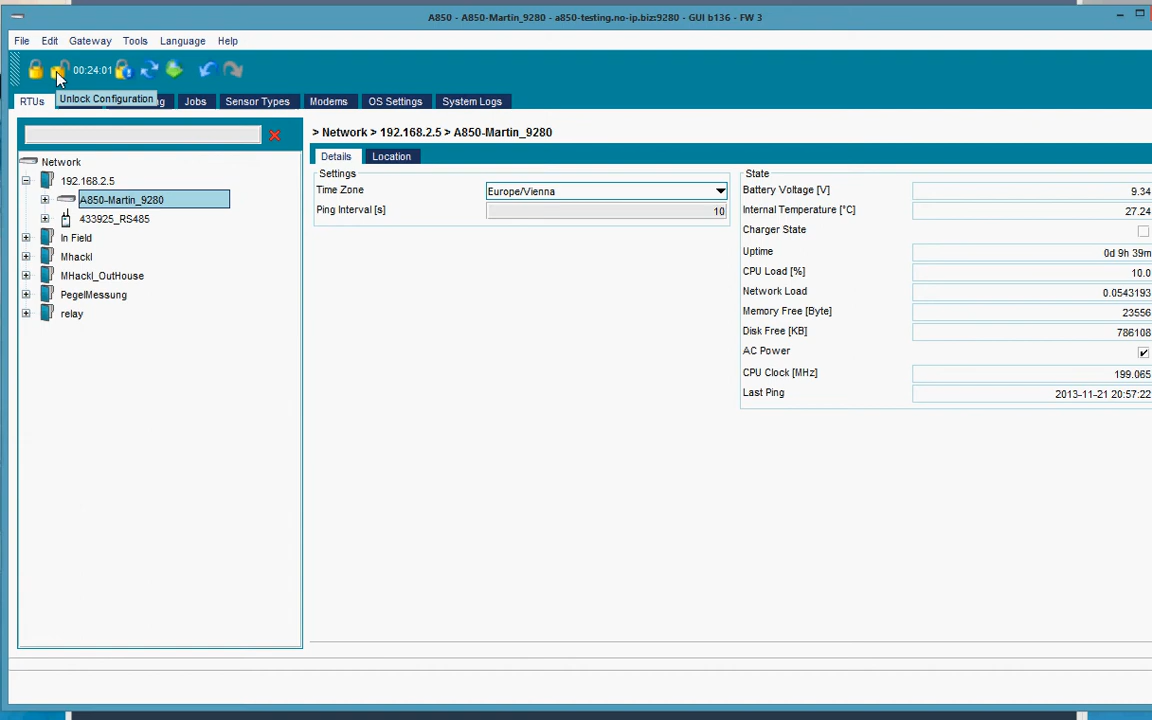 A850 - A850-Martin_9280 - a850-testing.no-ip.biz:9280 - GUI b136 - FW 3
File Edit Gateway Tools Language Help
00:24:01
Unlock Configuration
RTUs Jobs Sensor Types Modems OS Settings System Logs
> Network > 192.168.2.5 > A850-Martin_9280
Details Location
Network
192.168.2.5
A850-Martin_9280
433925_RS485
In Field
Mhackl
MHackl_OutHouse
PegelMessung
relay
Settings
Time Zone Europe/Vienna
Ping Interval [s] 10
State
Battery Voltage [V] 9.34
Internal Temperature [°C] 27.24
Charger State
Uptime 0d 9h 39m
CPU Load [%] 10.0
Network Load 0.0543193
Memory Free [Byte] 23556
Disk Free [KB] 786108
AC Power
CPU Clock [MHz] 199.065
Last Ping 2013-11-21 20:57:22